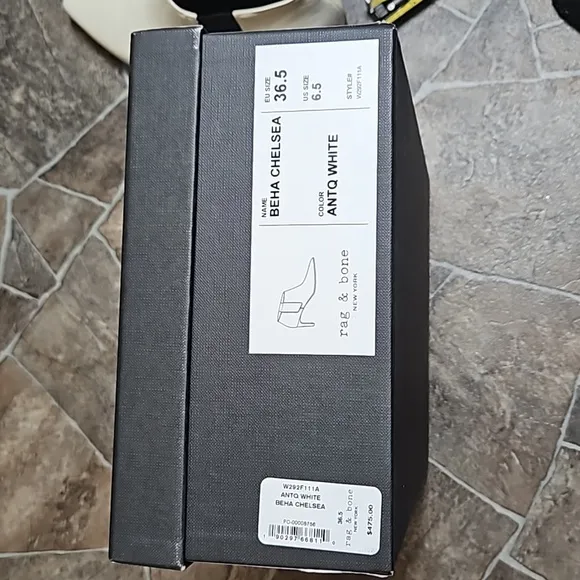 NAME
BEHA CHELSEA
EU SIZE
36.5
US SIZE
6.5
COLOR
ANTQ WHITE
STYLE#
W292F111A
rag & bone
NEW YORK
W292F111A
ANTQ WHITE
BEHA CHELSEA
36.5
rag & bone
NEW YORK
$475.00